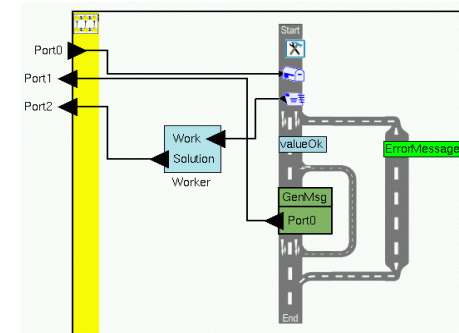 Start
Port0
Port1
Port2
Work
Solution
Worker
valueOk
ErrorMessage
GenMsg
Port0
End